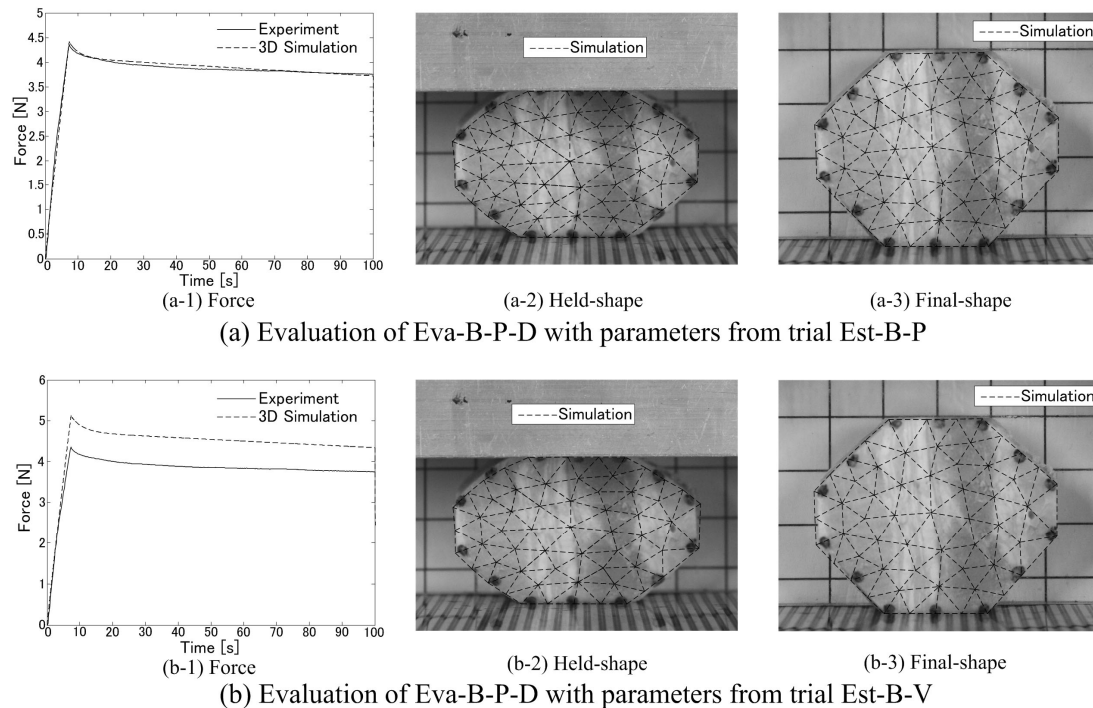 Experiment
3D Simulation
Force [N]
5
4.5
4
3.5
3
2.5
2
1.5
1
0.5
0
0 10 20 30 40 50 60 70 80 90 100
Time [s]
(a-1) Force
Simulation
(a-2) Held-shape
Simulation
(a-3) Final-shape
(a) Evaluation of Eva-B-P-D with parameters from trial Est-B-P
Experiment
3D Simulation
Force [N]
6
5
4
3
2
1
0
0 10 20 30 40 50 60 70 80 90 100
Time [s]
(b-1) Force
Simulation
(b-2) Held-shape
Simulation
(b-3) Final-shape
(b) Evaluation of Eva-B-P-D with parameters from trial Est-B-V